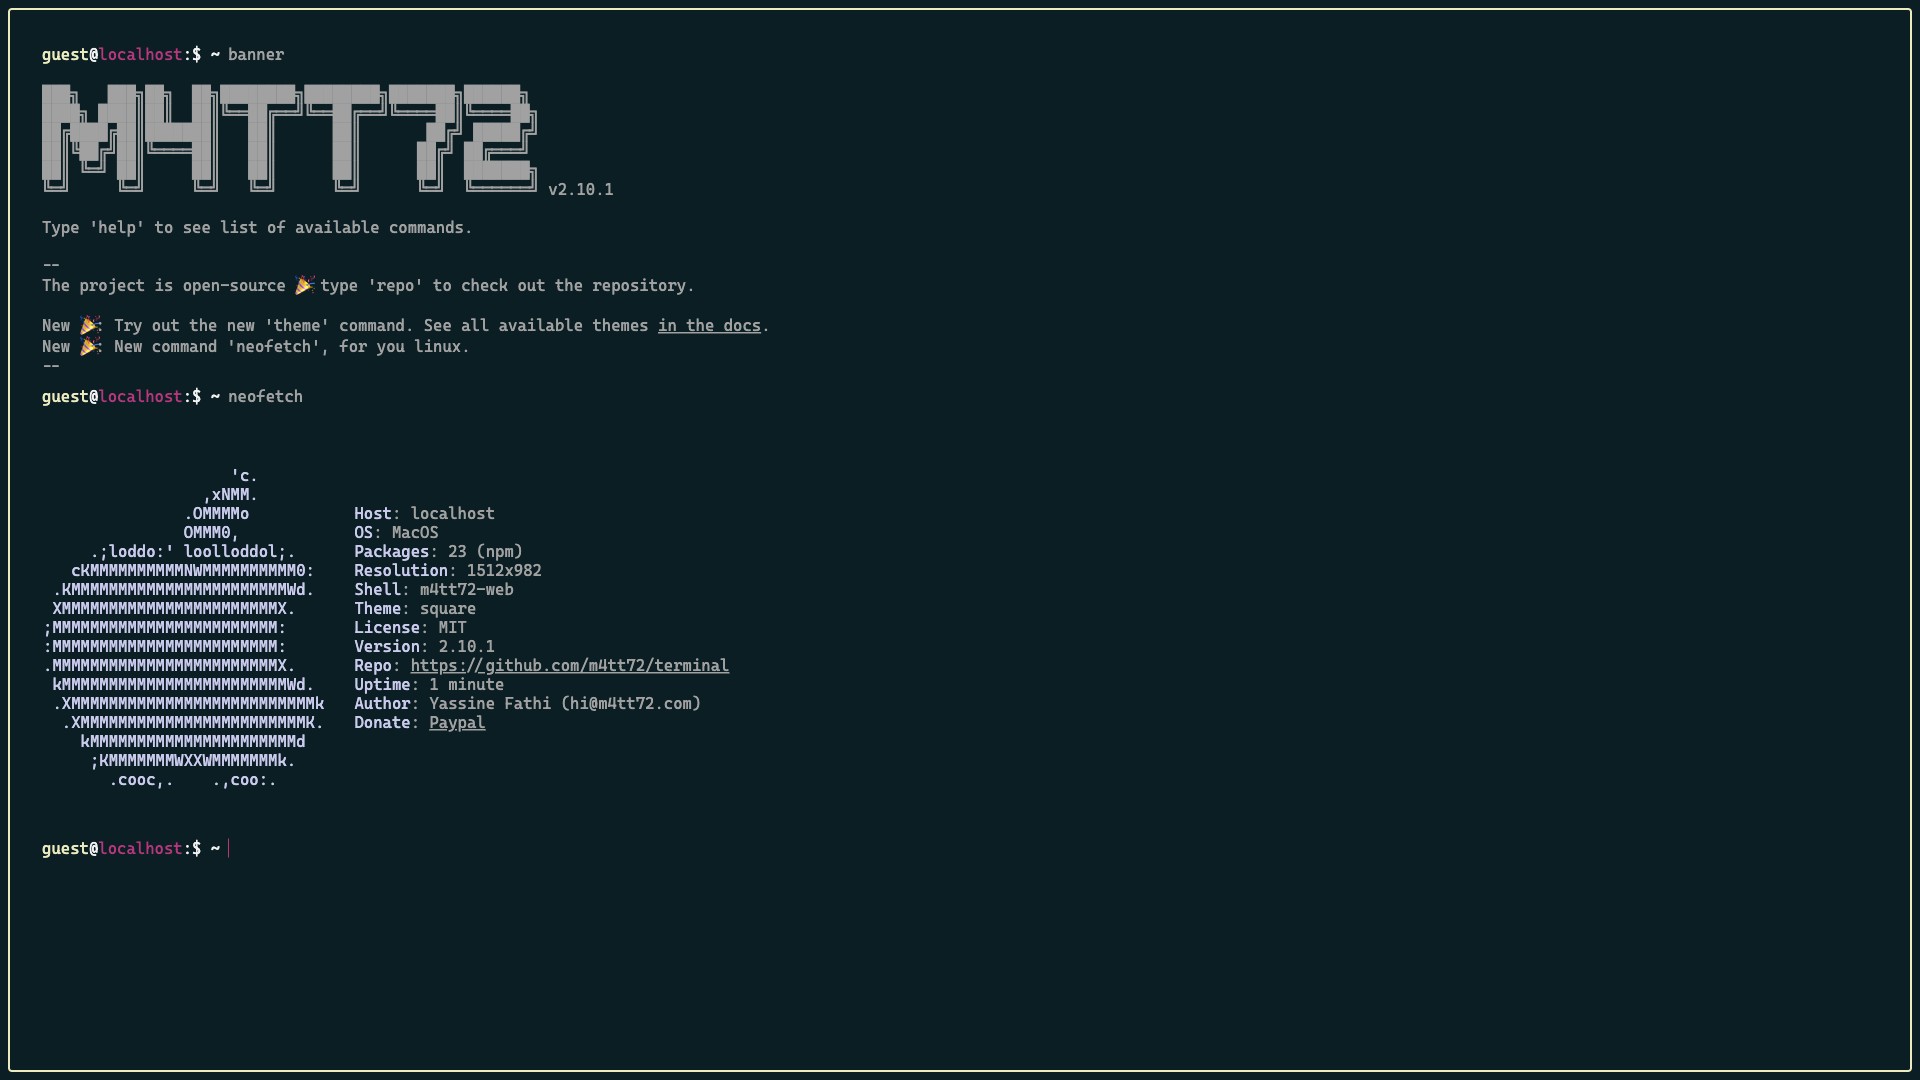 guest@localhost:$ ~ banner
M4TT72
v2.10.1
Type 'help' to see list of available commands.
--
The project is open-source 🎉 type 'repo' to check out the repository.
New 🎉: Try out the new 'theme' command. See all available themes in the docs.
New 🎉: New command 'neofetch', for you linux.
--
guest@localhost:$ ~ neofetch
'c.
,xNMM.
.OMMMMo
OMMM0,
.;loddo:' loolloddol;.
cKMMMMMMMMMMNWMMMMMMMMMM0:
.KMMMMMMMMMMMMMMMMMMMMMMMWd.
XMMMMMMMMMMMMMMMMMMMMMMMX.
;MMMMMMMMMMMMMMMMMMMMMMMM:
:MMMMMMMMMMMMMMMMMMMMMMMM:
.MMMMMMMMMMMMMMMMMMMMMMMMX.
kMMMMMMMMMMMMMMMMMMMMMMMMWd.
.XMMMMMMMMMMMMMMMMMMMMMMMMMMk
.XMMMMMMMMMMMMMMMMMMMMMMMMK.
kMMMMMMMMMMMMMMMMMMMMMMd
;KMMMMMMMWXXWMMMMMMMk.
.cooc,.    .,coo:.
Host: localhost
OS: MacOS
Packages: 23 (npm)
Resolution: 1512x982
Shell: m4tt72-web
Theme: square
License: MIT
Version: 2.10.1
Repo: https://github.com/m4tt72/terminal
Uptime: 1 minute
Author: Yassine Fathi (hi@m4tt72.com)
Donate: Paypal
guest@localhost:$ ~